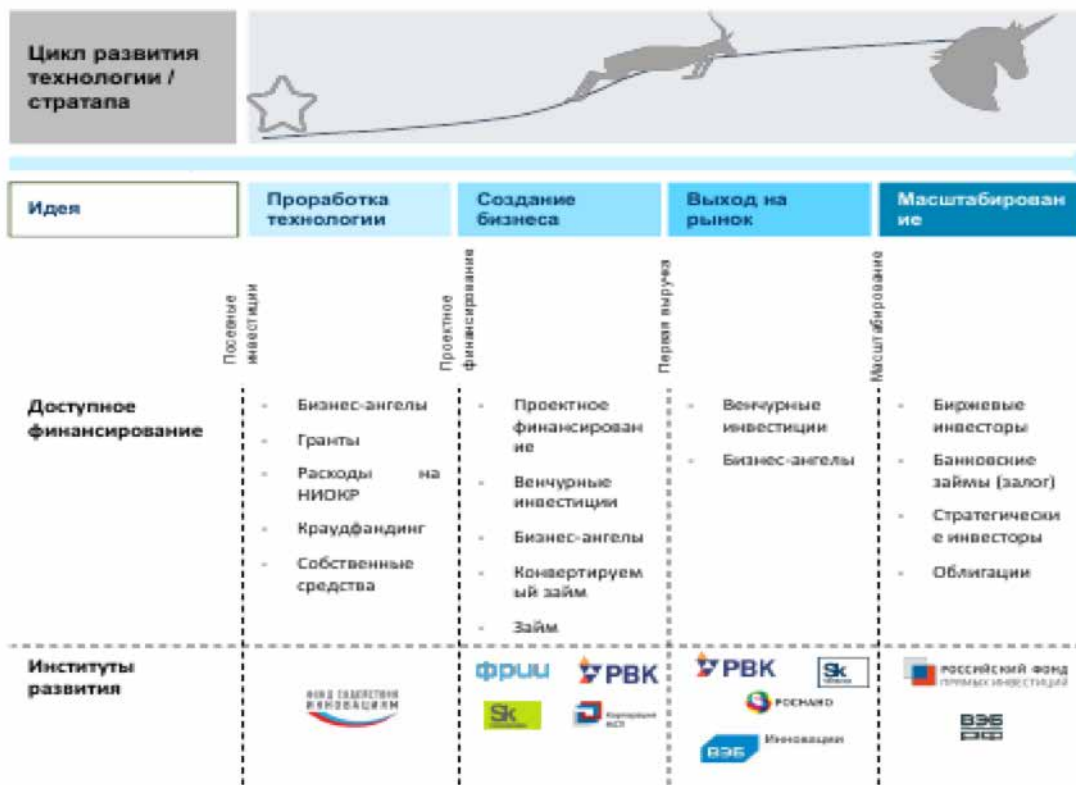 Цикл развития
технологии /
стратапа
Идея
Проработка
технологии
Создание
бизнеса
Выход на
рынок
Масштабирован
ие
Посевные
инвестиции
Проектное
финансирование
Первая выручка
Масштабирование
Доступное
финансирование
- Бизнес-ангелы
- Гранты
- Расходы на
НИОКР
- Краудфандинг
- Собственные
средства
- Проектное
финансирован
ие
- Венчурные
инвестиции
- Бизнес-ангелы
- Конвертируем
ый займ
- Займ
- Венчурные
инвестиции
- Бизнес-ангелы
- Биржевые
инвесторы
- Банковские
займы (залог)
- Стратегически
е инвесторы
- Облигации
Институты
развития
ФОНД СОДЕЙСТВИЯ
ИННОВАЦИЯМ
фрии
РВК
Sk
Корпорация
МСП
РВК
Sk
РОСНАНО
ВЭБ
Инновации
РОССИЙСКИЙ ФОНД
ПРЯМЫХ ИНВЕСТИЦИЙ
ВЭБ
РФ